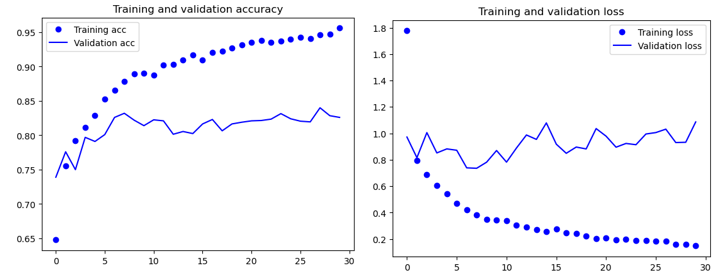 Training and validation accuracy
Training acc
Validation acc
0.95
0.90
0.85
0.80
0.75
0.70
0.65
0 5 10 15 20 25 30
Training and validation loss
Training loss
Validation loss
1.8
1.6
1.4
1.2
1.0
0.8
0.6
0.4
0.2
0 5 10 15 20 25 30